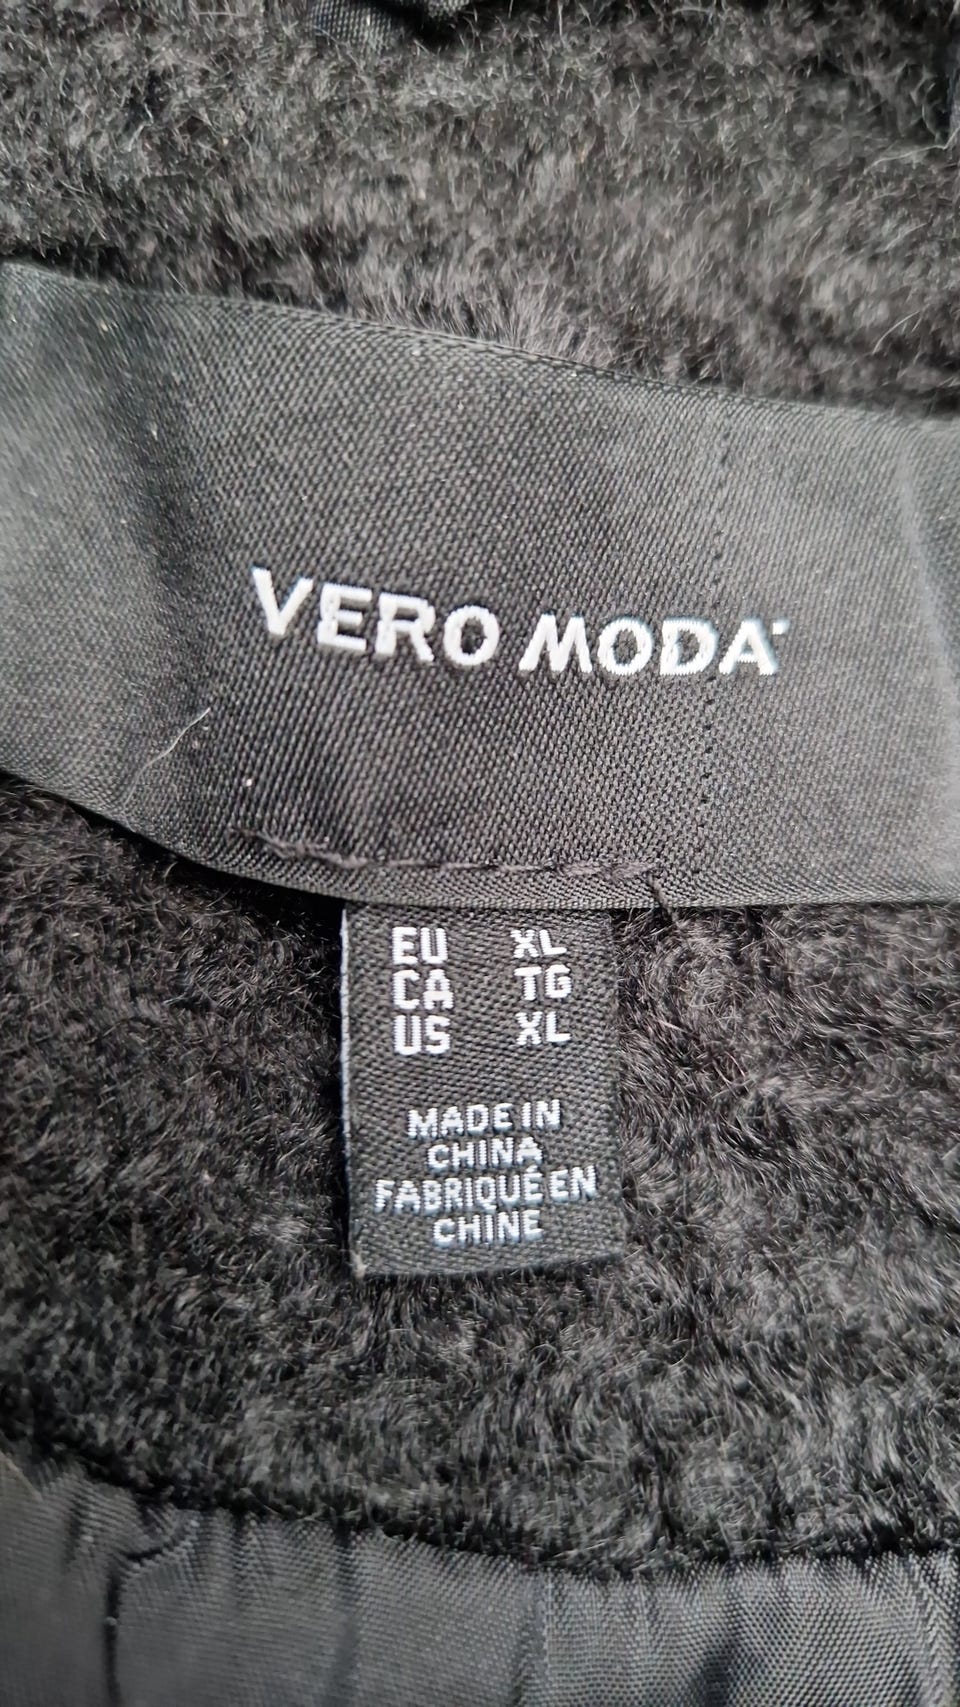 VERO MODA
EU XL
CA TG
US XL
MADE IN
CHINA
FABRIQUÉ EN
CHINE